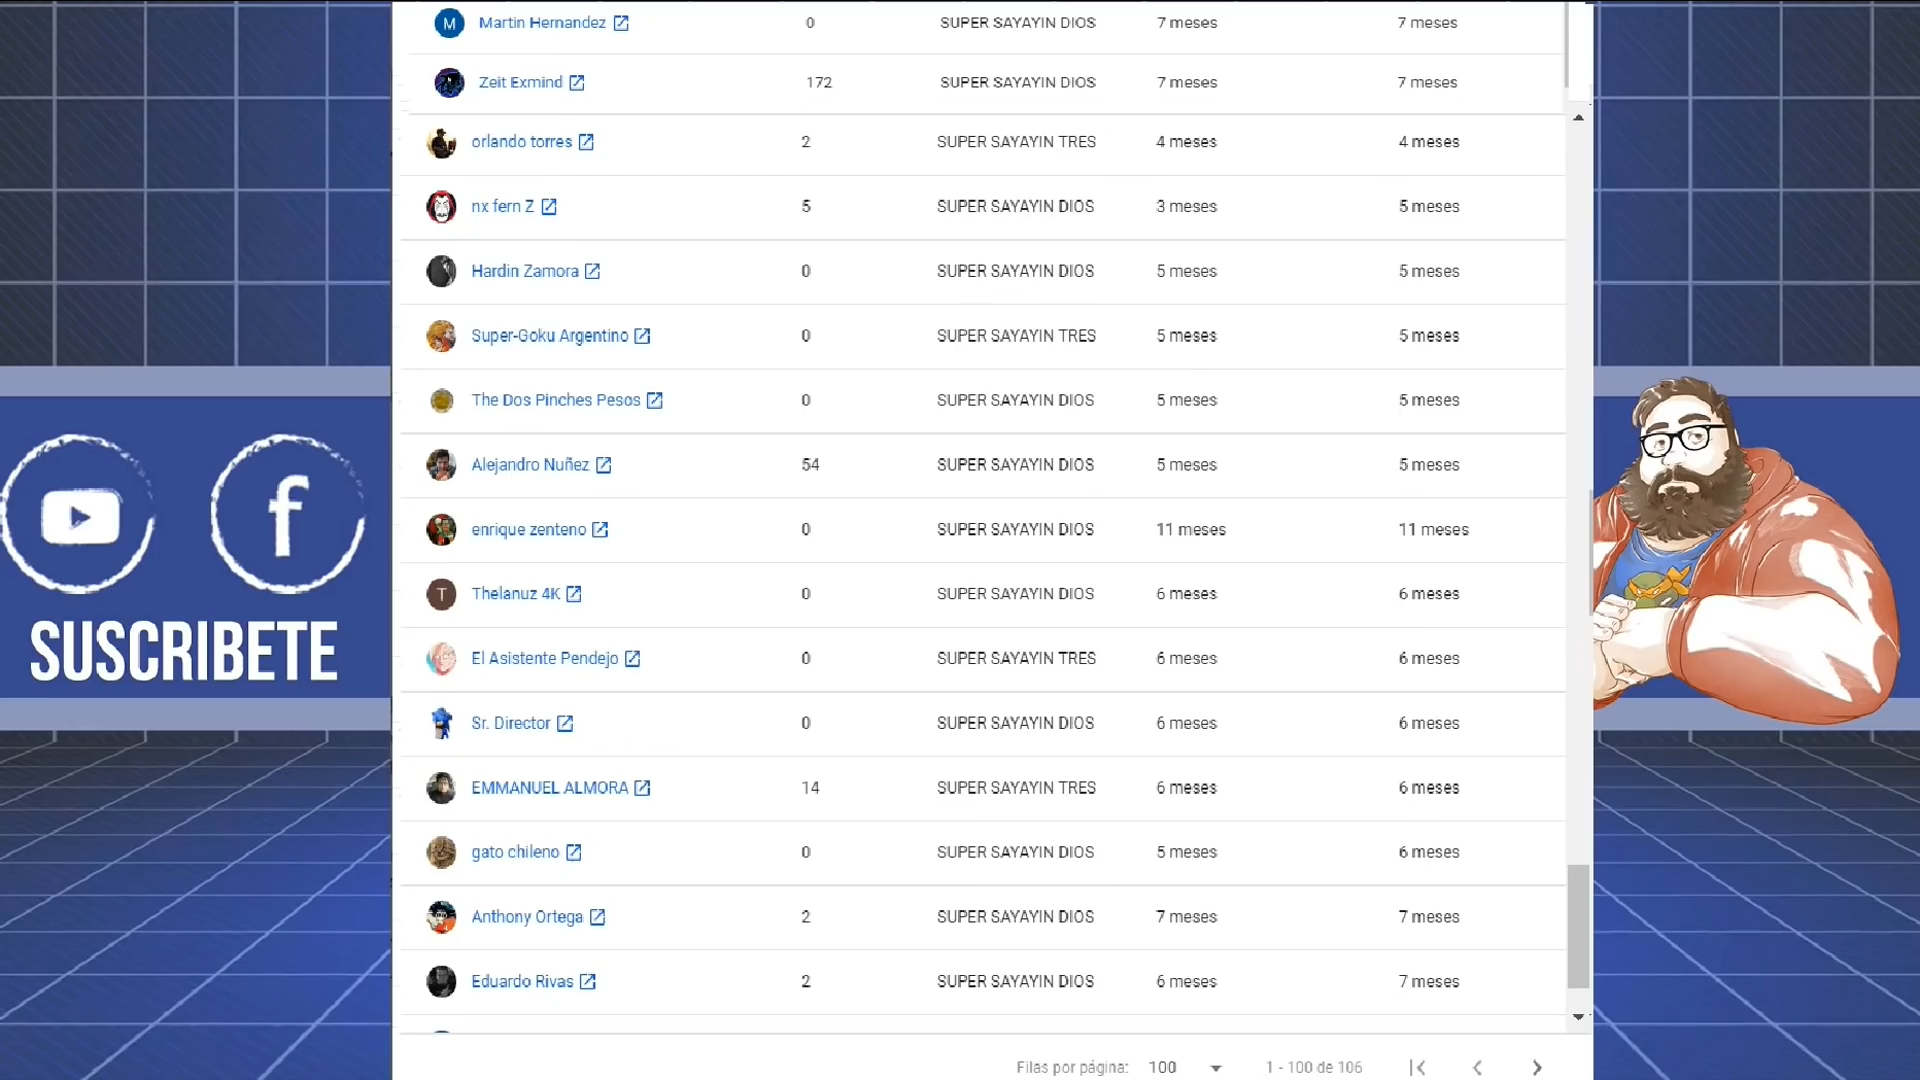 M Martin Hernandez 0 SUPER SAYAYIN DIOS 7 meses 7 meses
Zeit Exmind 172 SUPER SAYAYIN DIOS 7 meses 7 meses
orlando torres 2 SUPER SAYAYIN TRES 4 meses 4 meses
nx fern Z 5 SUPER SAYAYIN DIOS 3 meses 5 meses
Hardin Zamora 0 SUPER SAYAYIN DIOS 5 meses 5 meses
Super-Goku Argentino 0 SUPER SAYAYIN TRES 5 meses 5 meses
The Dos Pinches Pesos 0 SUPER SAYAYIN DIOS 5 meses 5 meses
Alejandro Nuñez 54 SUPER SAYAYIN DIOS 5 meses 5 meses
enrique zenteno 0 SUPER SAYAYIN DIOS 11 meses 11 meses
T Thelanuz 4K 0 SUPER SAYAYIN DIOS 6 meses 6 meses
El Asistente Pendejo 0 SUPER SAYAYIN TRES 6 meses 6 meses
Sr. Director 0 SUPER SAYAYIN DIOS 6 meses 6 meses
EMMANUEL ALMORA 14 SUPER SAYAYIN TRES 6 meses 6 meses
gato chileno 0 SUPER SAYAYIN DIOS 5 meses 6 meses
Anthony Ortega 2 SUPER SAYAYIN DIOS 7 meses 7 meses
Eduardo Rivas 2 SUPER SAYAYIN DIOS 6 meses 7 meses
Filas por página: 100 1 - 100 de 106
f
SUSCRIBETE